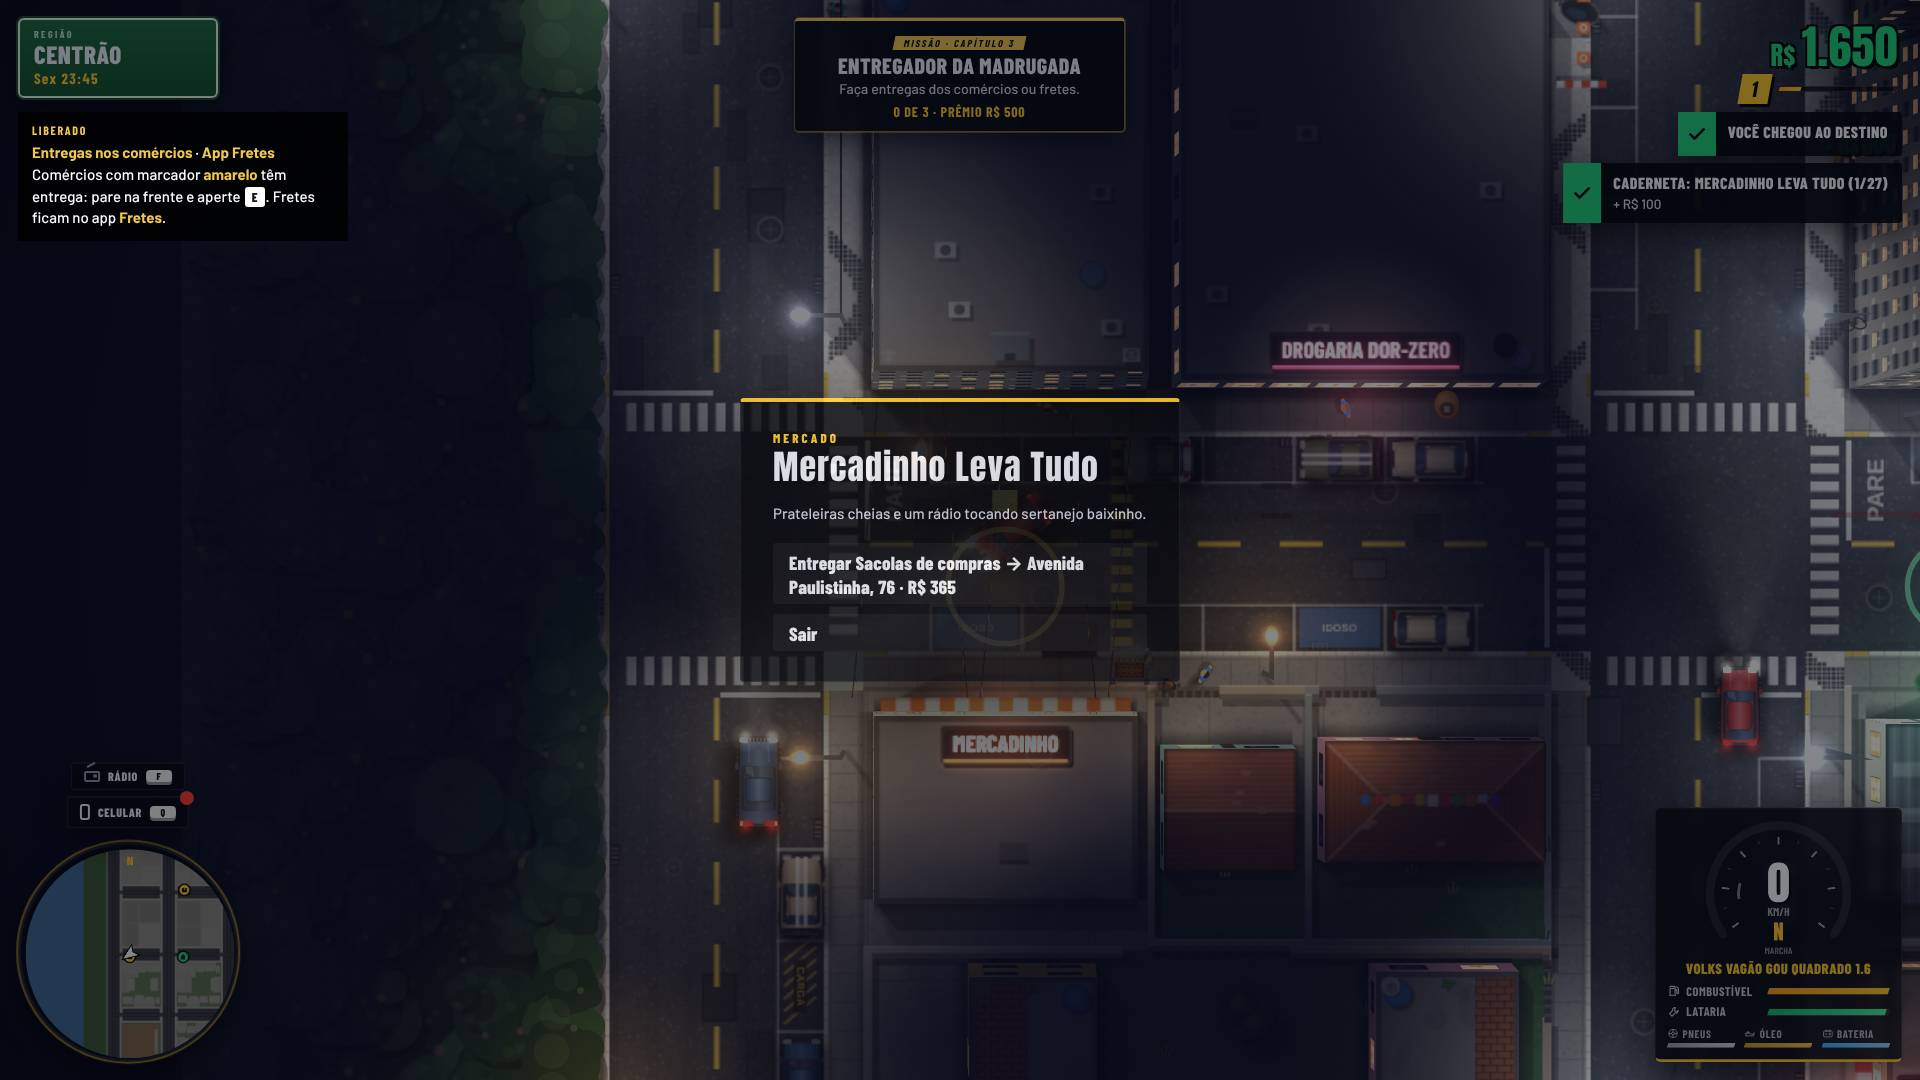 REGIÃO
CENTRÃO
Sex 23:45
LIBERADO
Entregas nos comércios · App Fretes
Comércios com marcador amarelo têm
entrega: pare na frente e aperte E. Fretes
ficam no app Fretes.
MISSÃO · CAPÍTULO 3
ENTREGADOR DA MADRUGADA
Faça entregas dos comércios ou fretes.
0 DE 3 · PRÊMIO R$ 500
R$ 1.650
1
VOCÊ CHEGOU AO DESTINO
CADERNETA: MERCADINHO LEVA TUDO (1/27)
+ R$ 100
DROGARIA DOR-ZERO
MERCADO
Mercadinho Leva Tudo
Prateleiras cheias e um rádio tocando sertanejo baixinho.
Entregar Sacolas de compras → Avenida
Paulistinha, 76 · R$ 365
Sair
PARE
IDOSO
MERCADINHO
CARGA
RÁDIO F
CELULAR Q
N
0
KM/H
N
MARCHA
VOLKS VAGÃO GOU QUADRADO 1.6
COMBUSTÍVEL
LATARIA
PNEUS ÓLEO BATERIA